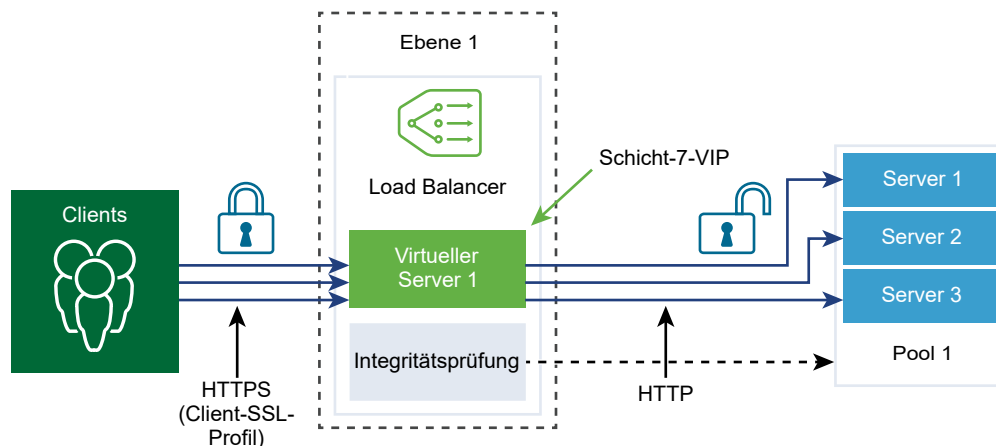 Ebene 1
Load Balancer
Schicht-7-VIP
Clients
Virtueller
Server 1
Server 1
Server 2
Server 3
Pool 1
Integritätsprüfung
HTTPS
(Client-SSL-
Profil)
HTTP